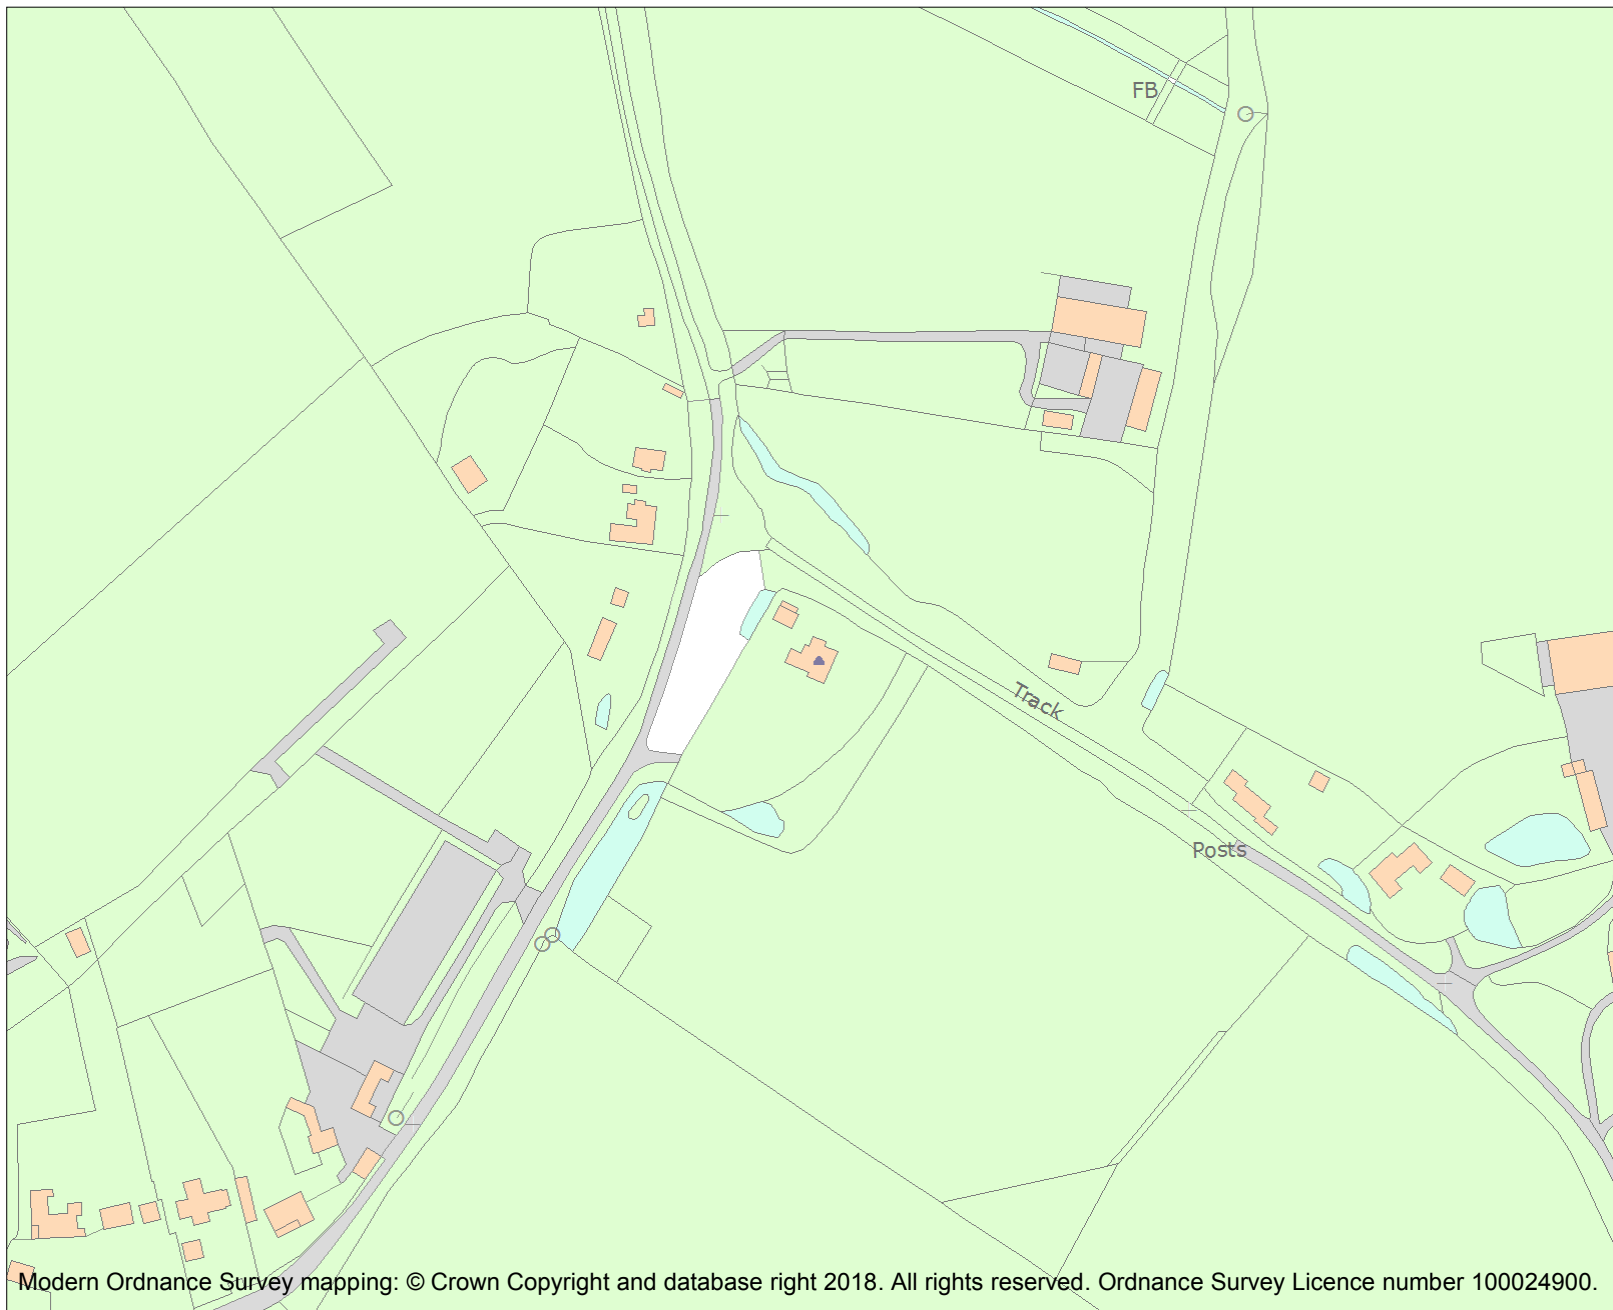 FB
Track
Posts
Modern Ordnance Survey mapping: © Crown Copyright and database right 2018. All rights reserved. Ordnance Survey Licence number 100024900.